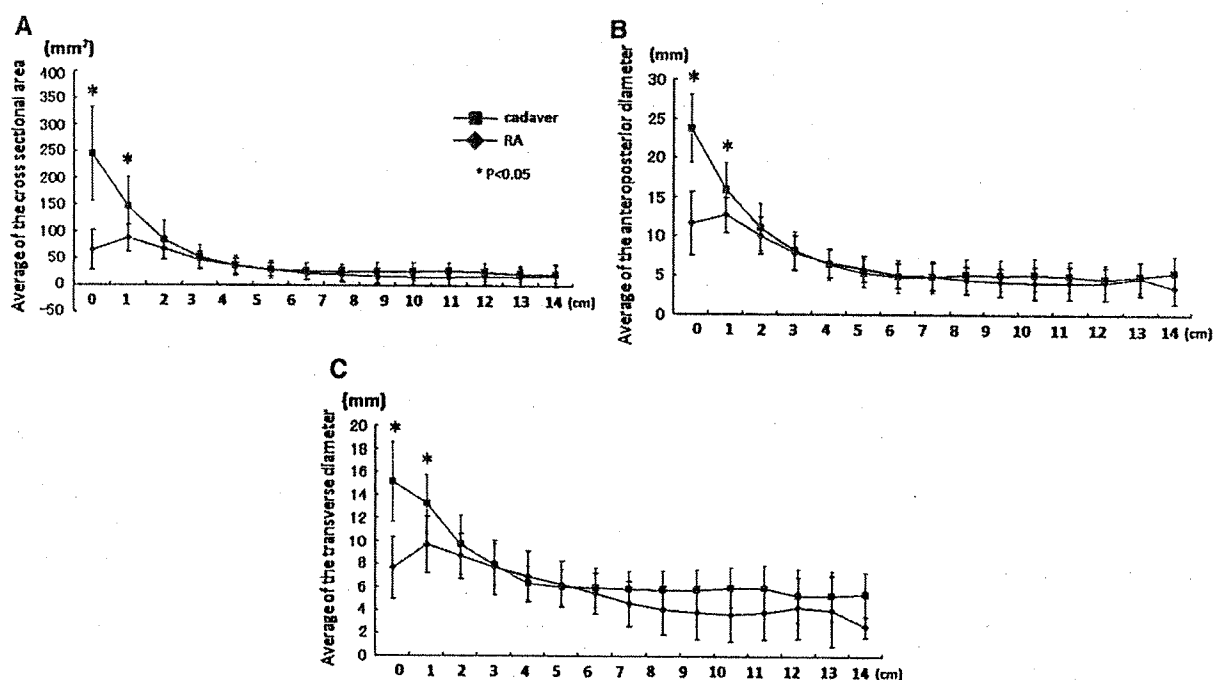 A
(mm²)
Average of the cross sectional area
400
350
300
250
200
150
100
50
0
-50
* *
cadaver
RA
* P<0.05
0 1 2 3 4 5 6 7 8 9 10 11 12 13 14 (cm)
B
(mm)
Average of the anteroposterior diameter
30
25
20
15
10
5
0
* *
0 1 2 3 4 5 6 7 8 9 10 11 12 13 14 (cm)
C
(mm)
Average of the transverse diameter
20
18
16
14
12
10
8
6
4
2
0
* *
0 1 2 3 4 5 6 7 8 9 10 11 12 13 14 (cm)